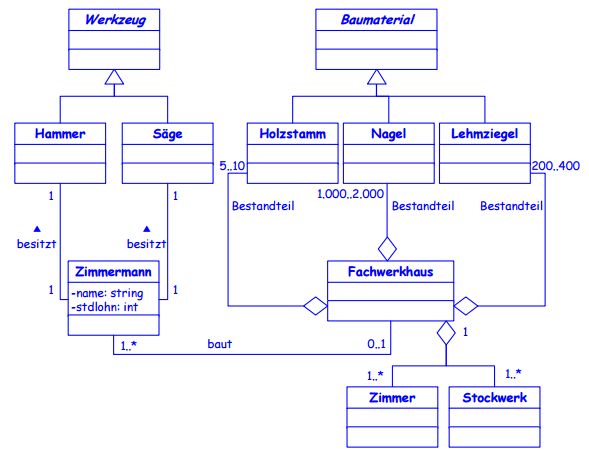 Werkzeug
Baumaterial
Hammer
Säge
Holzstamm
Nagel
Lehmziegel
5..10
200..400
1
1
1.000..2.000
Bestandteil
Bestandteil
Bestandteil
besitzt
besitzt
Zimmermann
-name: string
-stdlohn: int
Fachwerkhaus
1
1
1..*
baut
0..1
1
1..*
1..*
Zimmer
Stockwerk